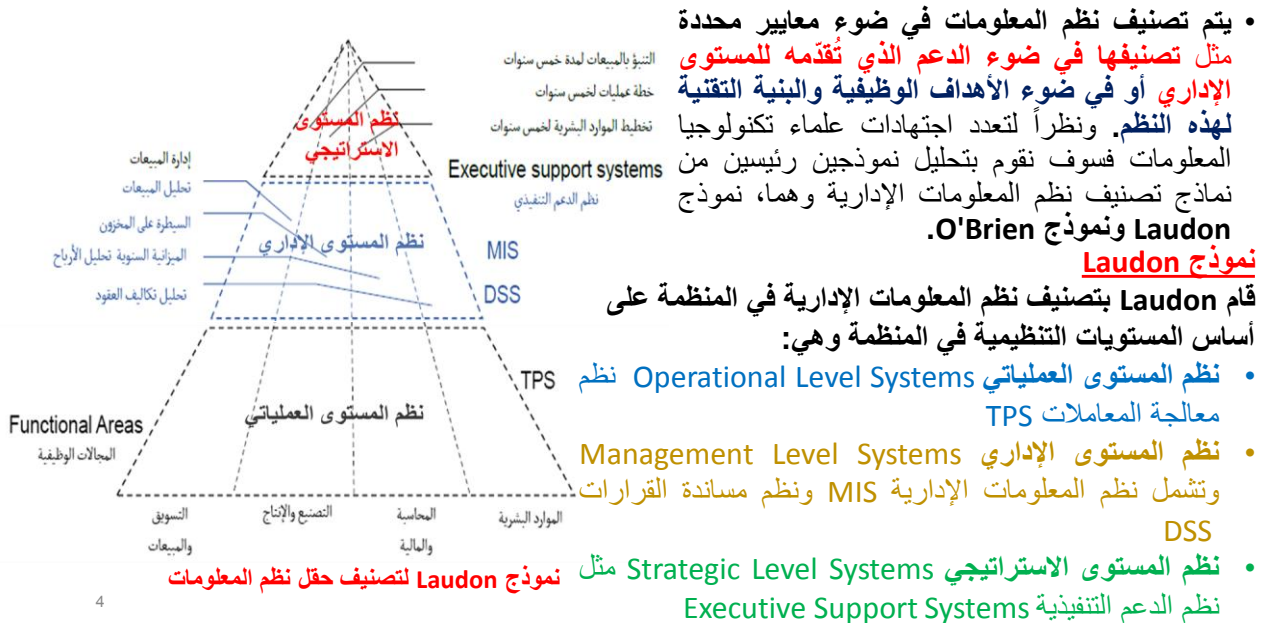 • يتم تصنيف نظم المعلومات في ضوء معايير محددة
مثل تصنيفها في ضوء الدعم الذي تُقدّمه للمستوى
الإداري أو في ضوء الأهداف الوظيفية والبنية التقنية
لهذه النظم. ونظراً لتعدد اجتهادات علماء تكنولوجيا
المعلومات فسوف نقوم بتحليل نموذجين رئيسين من
نماذج تصنيف نظم المعلومات الإدارية وهما، نموذج
Laudon ونموذج O'Brien.
نموذج Laudon
قام Laudon بتصنيف نظم المعلومات الإدارية في المنظمة على
أساس المستويات التنظيمية في المنظمة وهي:
• نظم المستوى العملياتي Operational Level Systems نظم
معالجة المعاملات TPS
• نظم المستوى الإداري Management Level Systems
وتشمل نظم المعلومات الإدارية MIS ونظم مساندة القرارات
DSS
• نظم المستوى الاستراتيجي Strategic Level Systems مثل
نظم الدعم التنفيذية Executive Support Systems
التنبؤ بالمبيعات لمدة خمس سنوات
خطة عمليات لخمس سنوات
تخطيط الموارد البشرية لخمس سنوات
نظم المستوى
الاستراتيجي
Executive support systems
نظم الدعم التنفيذي
إدارة المبيعات
تحليل المبيعات
السيطرة على المخزون
الميزانية السنوية تحليل الأرباح
تحليل تكاليف العقود
نظم المستوى الإداري
MIS
DSS
TPS
نظم المستوى العملياتي
Functional Areas
المجالات الوظيفية
الموارد البشرية
المحاسبة
والمالية
التصنيع والإنتاج
التسويق
والمبيعات
نموذج Laudon لتصنيف حقل نظم المعلومات
4